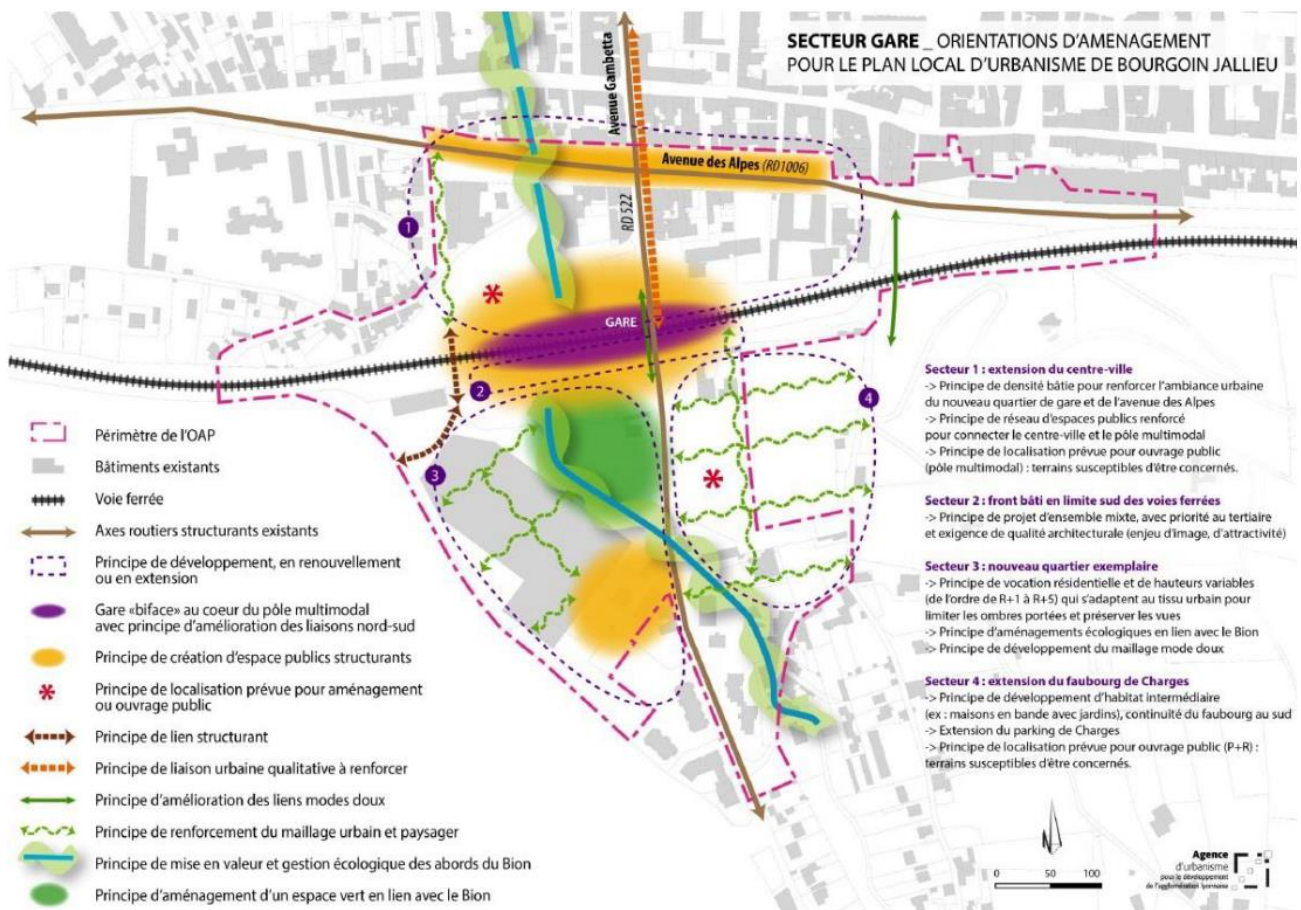 SECTEUR GARE _ ORIENTATIONS D'AMENAGEMENT
POUR LE PLAN LOCAL D'URBANISME DE BOURGOIN JALLIEU
Avenue Gambetta
Avenue des Alpes (RD1006)
RD 522
1
GARE
2
4
3
Périmètre de l'OAP
Bâtiments existants
Voie ferrée
Axes routiers structurants existants
Principe de développement, en renouvellement
ou en extension
Gare «biface» au coeur du pôle multimodal
avec principe d'amélioration des liaisons nord-sud
Principe de création d'espace publics structurants
Principe de localisation prévue pour aménagement
ou ouvrage public
Principe de lien structurant
Principe de liaison urbaine qualitative à renforcer
Principe d'amélioration des liens modes doux
Principe de renforcement du maillage urbain et paysager
Principe de mise en valeur et gestion écologique des abords du Bion
Principe d'aménagement d'un espace vert en lien avec le Bion
Secteur 1 : extension du centre-ville
-> Principe de densité bâtie pour renforcer l'ambiance urbaine
du nouveau quartier de gare et de l'avenue des Alpes
-> Principe de réseau d'espaces publics renforcé
pour connecter le centre-ville et le pôle multimodal
-> Principe de localisation prévue pour ouvrage public
(pôle multimodal) : terrains susceptibles d'être concernés.
Secteur 2 : front bâti en limite sud des voies ferrées
-> Principe de projet d'ensemble mixte, avec priorité au tertiaire
et exigence de qualité architecturale (enjeu d'image, d'attractivité)
Secteur 3 : nouveau quartier exemplaire
-> Principe de vocation résidentielle et de hauteurs variables
(de l'ordre de R+1 à R+5) qui s'adaptent au tissu urbain pour
limiter les ombres portées et préserver les vues
-> Principe d'aménagements écologiques en lien avec le Bion
-> Principe de développement du maillage mode doux
Secteur 4 : extension du faubourg de Charges
-> Principe de développement d'habitat intermédiaire
(ex : maisons en bande avec jardins), continuité du faubourg au sud
-> Extension du parking de Charges
-> Principe de localisation prévue pour ouvrage public (P+R) :
terrains susceptibles d'être concernés.
0 50 100
Agence
d'urbanisme
pour le développement
de l'agglomération lyonnaise